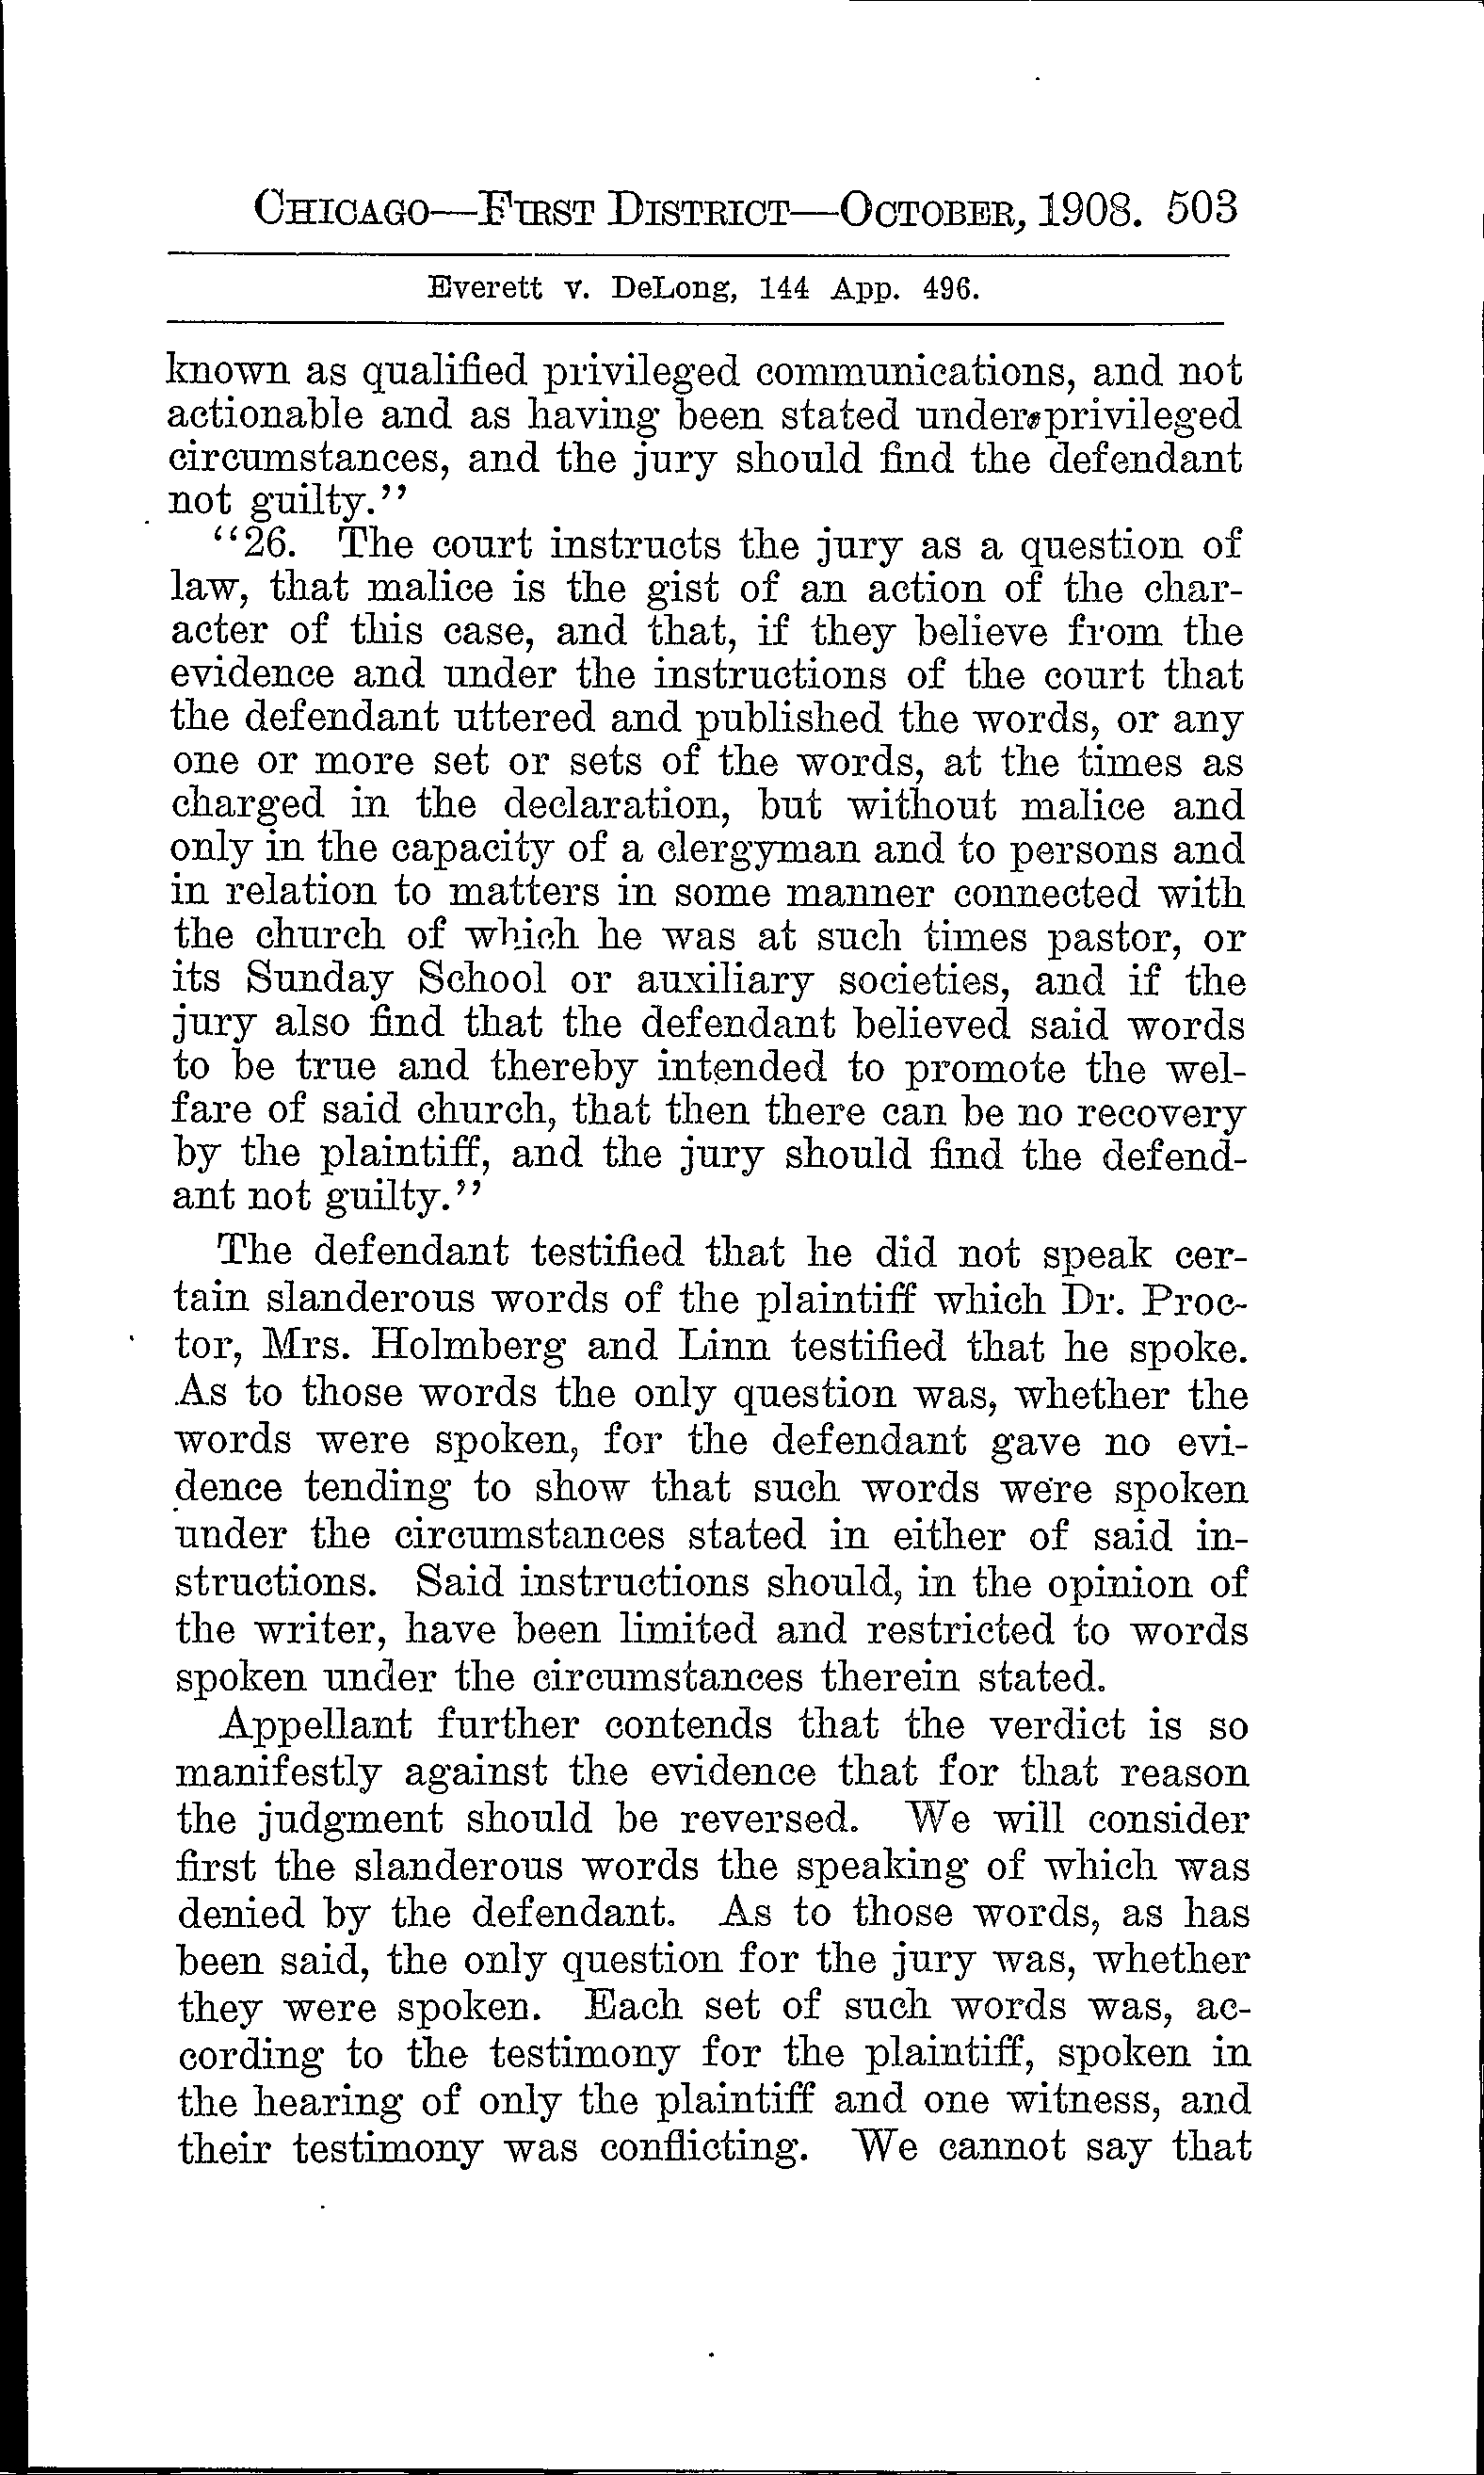 CHICAGO—FIRST DISTRICT—OCTOBER, 1908. 503
Everett v. DeLong, 144 App. 496.
known as qualified privileged communications, and not
actionable and as having been stated under privileged
circumstances, and the jury should find the defendant
not guilty.''
''26. The court instructs the jury as a question of
law, that malice is the gist of an action of the char-
acter of this case, and that, if they believe from the
evidence and under the instructions of the court that
the defendant uttered and published the words, or any
one or more set or sets of the words, at the times as
charged in the declaration, but without malice and
only in the capacity of a clergyman and to persons and
in relation to matters in some manner connected with
the church of which he was at such times pastor, or
its Sunday School or auxiliary societies, and if the
jury also find that the defendant believed said words
to be true and thereby intended to promote the wel-
fare of said church, that then there can be no recovery
by the plaintiff, and the jury should find the defend-
ant not guilty.''
The defendant testified that he did not speak cer-
tain slanderous words of the plaintiff which Dr. Proc-
tor, Mrs. Holmberg and Linn testified that he spoke.
As to those words the only question was, whether the
words were spoken, for the defendant gave no evi-
dence tending to show that such words were spoken
under the circumstances stated in either of said in-
structions. Said instructions should, in the opinion of
the writer, have been limited and restricted to words
spoken under the circumstances therein stated.
Appellant further contends that the verdict is so
manifestly against the evidence that for that reason
the judgment should be reversed. We will consider
first the slanderous words the speaking of which was
denied by the defendant. As to those words, as has
been said, the only question for the jury was, whether
they were spoken. Each set of such words was, ac-
cording to the testimony for the plaintiff, spoken in
the hearing of only the plaintiff and one witness, and
their testimony was conflicting. We cannot say that